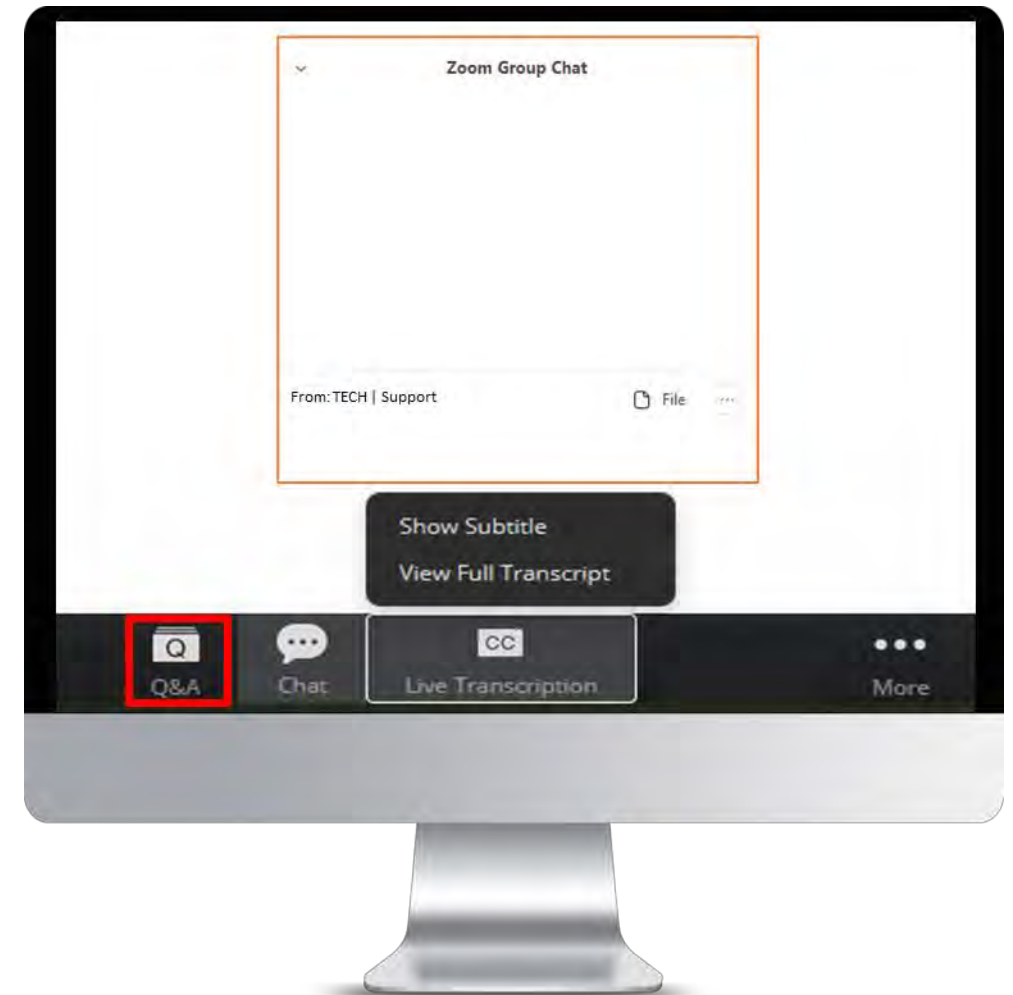 Zoom Group Chat
From: TECH | Support
File
Show Subtitle
View Full Transcript
Q
CC
Q&A
Chat
Live Transcription
More